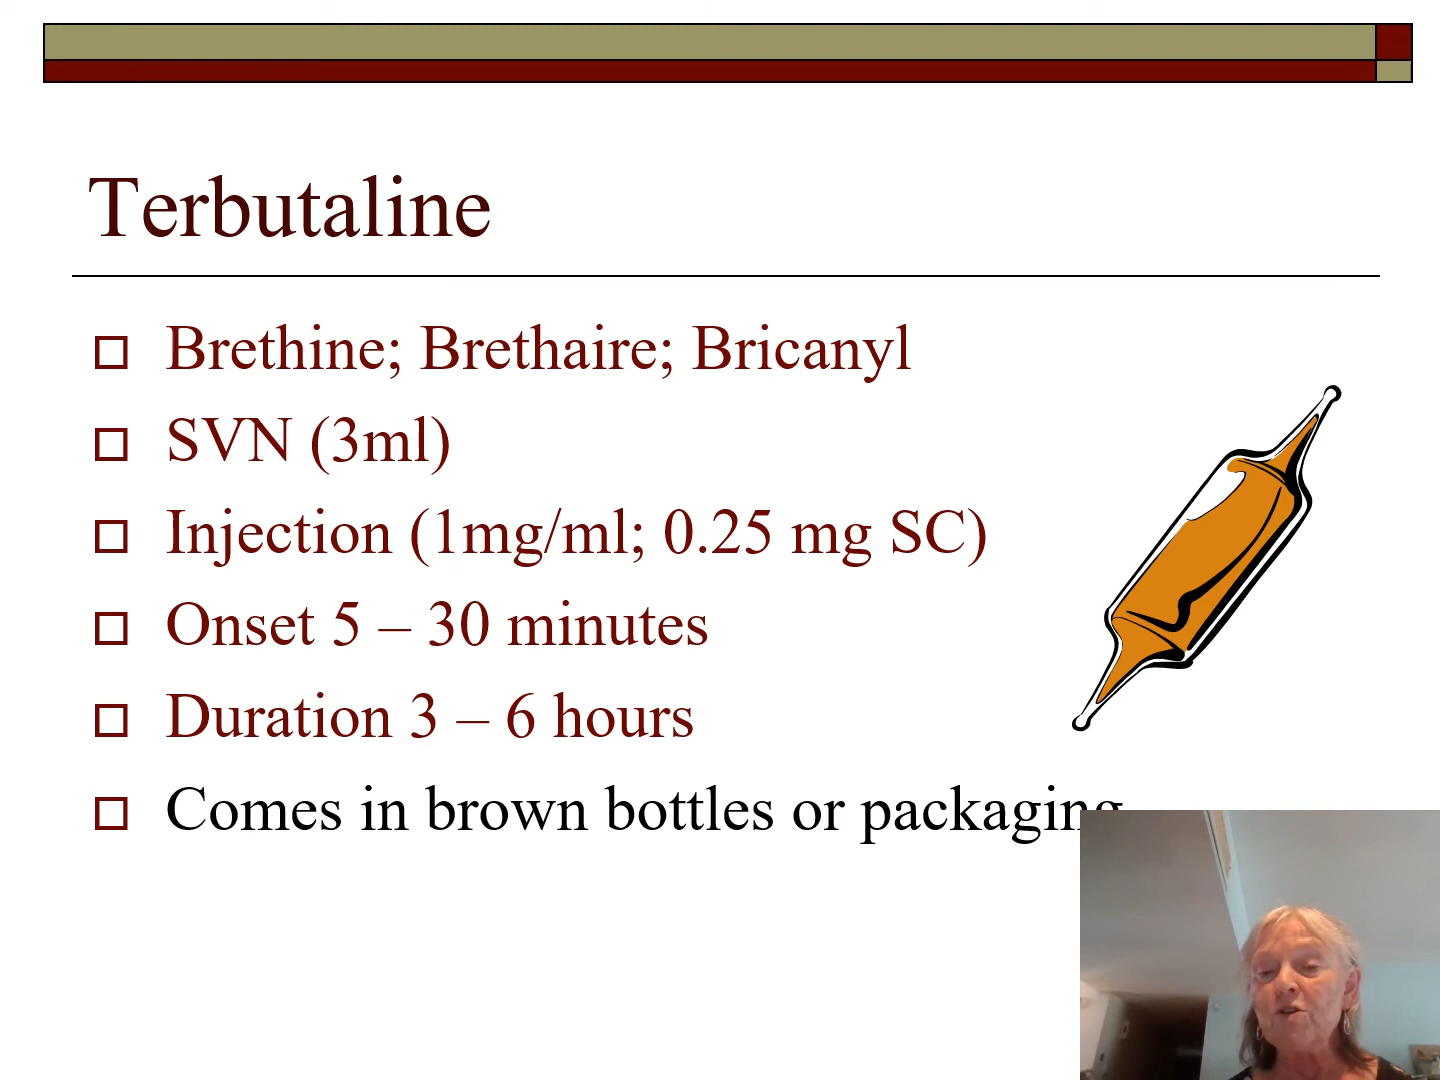 Terbutaline
Brethine; Brethaire; Bricanyl
SVN (3ml)
Injection (1mg/ml; 0.25 mg SC)
Onset 5 – 30 minutes
Duration 3 – 6 hours
Comes in brown bottles or packaging